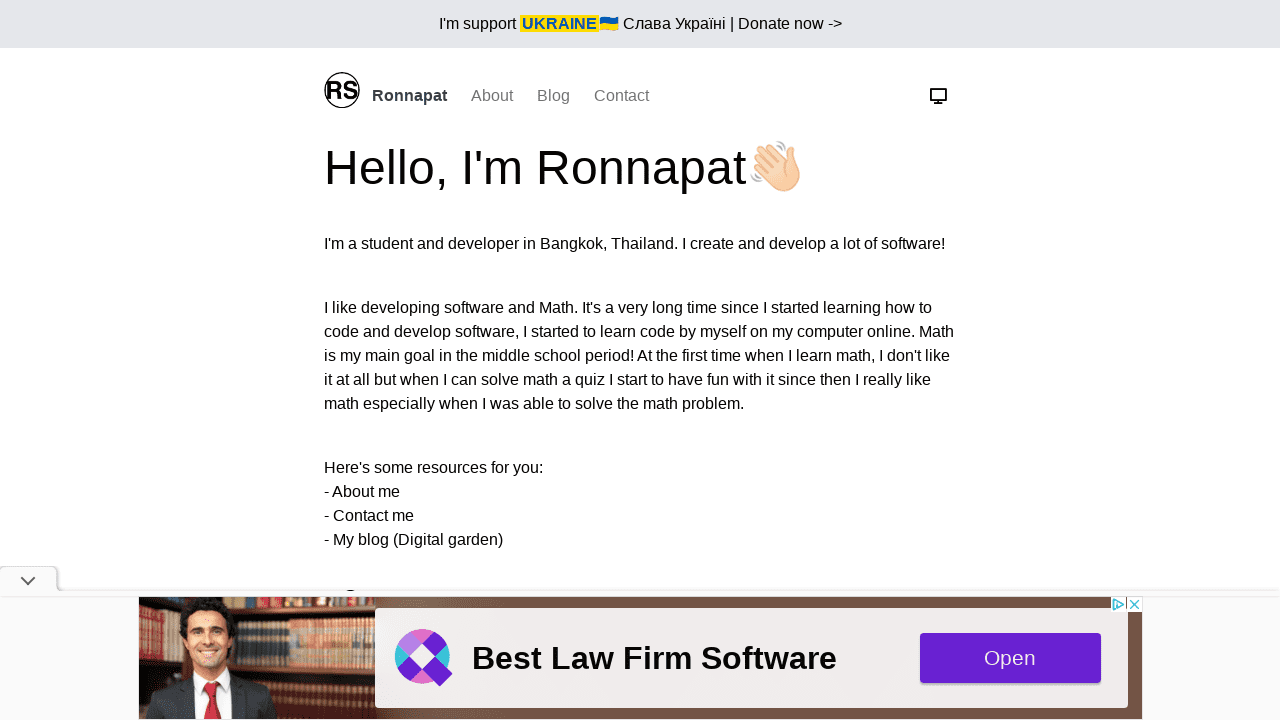 I'm support UKRAINE🇺🇦 Слава Україні | Donate now ->
RS Ronnapat About Blog Contact
Hello, I'm Ronnapat👋🏻
I'm a student and developer in Bangkok, Thailand. I create and develop a lot of software!
I like developing software and Math. It's a very long time since I started learning how to
code and develop software, I started to learn code by myself on my computer online. Math
is my main goal in the middle school period! At the first time when I learn math, I don't like
it at all but when I can solve math a quiz I start to have fun with it since then I really like
math especially when I was able to solve the math problem.
Here's some resources for you:
- About me
- Contact me
- My blog (Digital garden)
Best Law Firm Software
Open